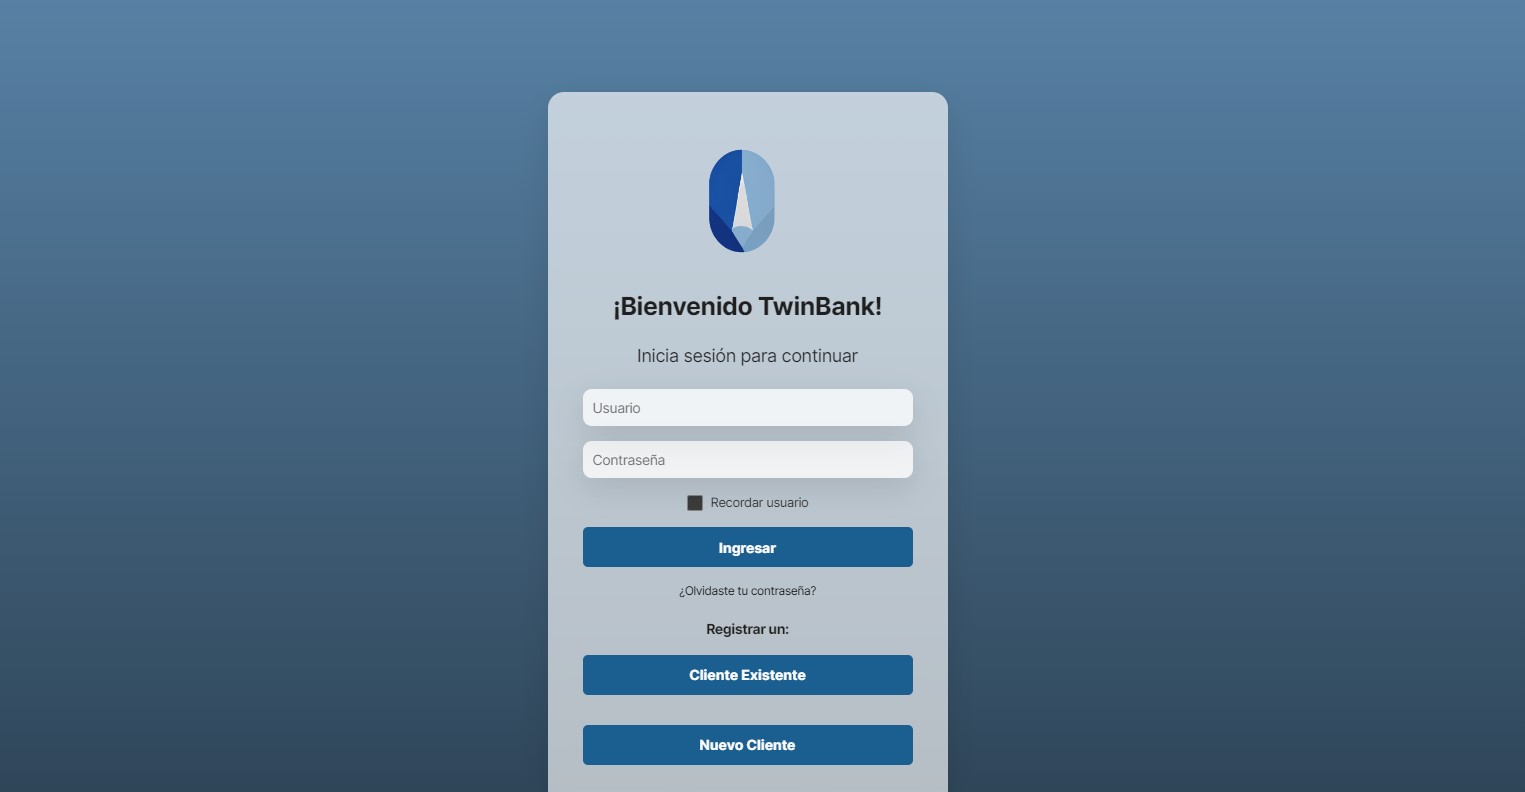 ¡Bienvenido TwinBank!
Inicia sesión para continuar
Usuario
Contraseña
Recordar usuario
Ingresar
¿Olvidaste tu contraseña?
Registrar un:
Cliente Existente
Nuevo Cliente